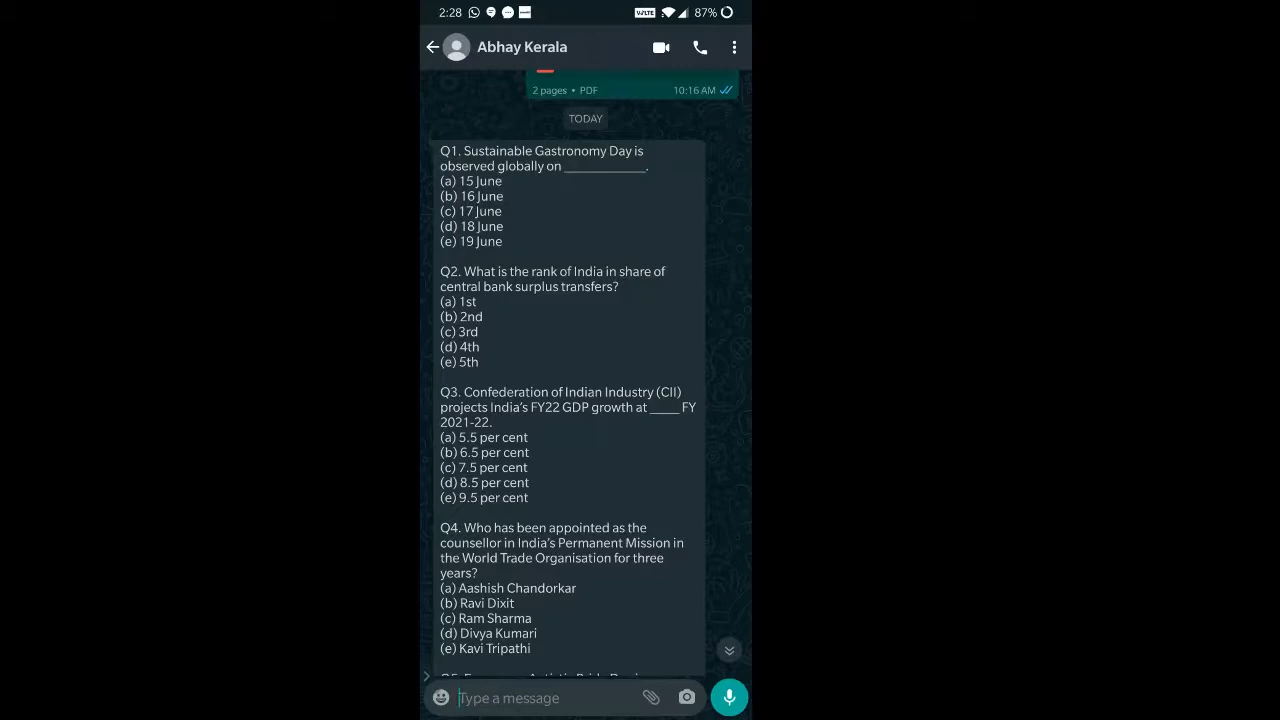 2:28 VoLTE 87%
Abhay Kerala
2 pages • PDF 10:16 AM
TODAY
Q1. Sustainable Gastronomy Day is
observed globally on _____________.
(a) 15 June
(b) 16 June
(c) 17 June
(d) 18 June
(e) 19 June
Q2. What is the rank of India in share of
central bank surplus transfers?
(a) 1st
(b) 2nd
(c) 3rd
(d) 4th
(e) 5th
Q3. Confederation of Indian Industry (CII)
projects India's FY22 GDP growth at _____ FY
2021-22.
(a) 5.5 per cent
(b) 6.5 per cent
(c) 7.5 per cent
(d) 8.5 per cent
(e) 9.5 per cent
Q4. Who has been appointed as the
counsellor in India's Permanent Mission in
the World Trade Organisation for three
years?
(a) Aashish Chandorkar
(b) Ravi Dixit
(c) Ram Sharma
(d) Divya Kumari
(e) Kavi Tripathi
Type a message